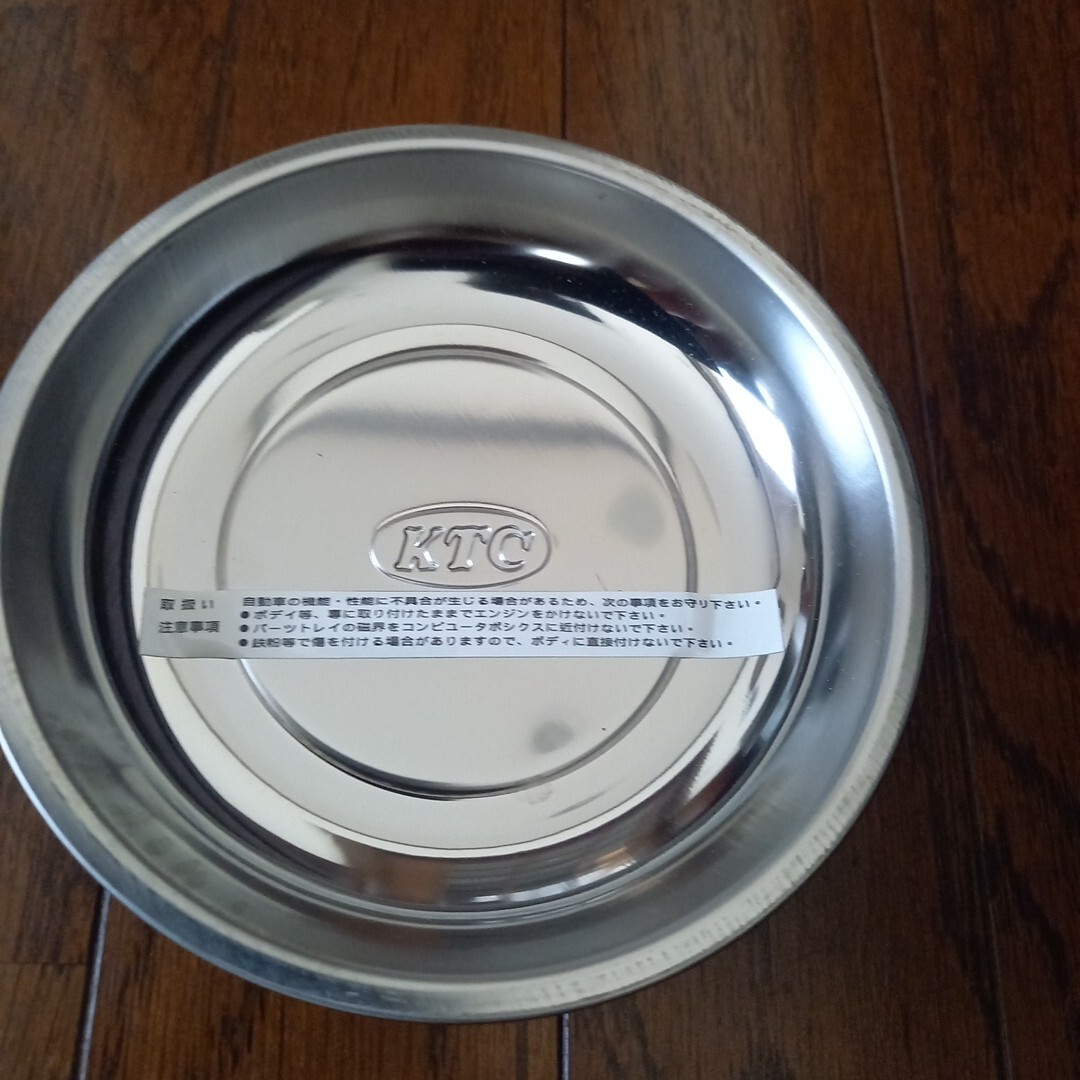 KTC
取扱い 自動車の機能・性能に不具合が生じる場合があるため、次の事項をお守り下さい。
注意事項 ●ボディ等、車に取り付けたままでエンジンをかけないで下さい。
●パーツトレイの磁界をコンピュータボックスに近付けないで下さい。
●鉄粉等で傷を付ける場合がありますので、ボディに直接付けないで下さい。